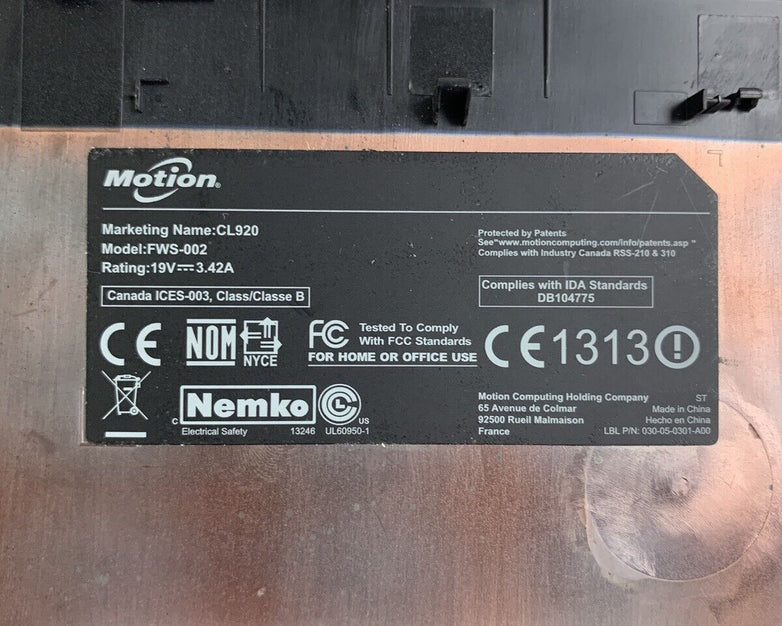 Motion®
Marketing Name:CL920
Model:FWS-002
Rating:19V⎓3.42A
Canada ICES-003, Class/Classe B
Protected by Patents
See"www.motioncomputing.com/info/patents.asp "
Complies with Industry Canada RSS-210 & 310
Complies with IDA Standards
DB104775
CE
NOM
NYCE
FC Tested To Comply
With FCC Standards
FOR HOME OR OFFICE USE
CE1313
C Nemko US
Electrical Safety 13246 UL60950-1
Motion Computing Holding Company
65 Avenue de Colmar
92500 Rueil Malmaison
France
ST
Made in China
Hecho en China
LBL P/N: 030-05-0301-A00